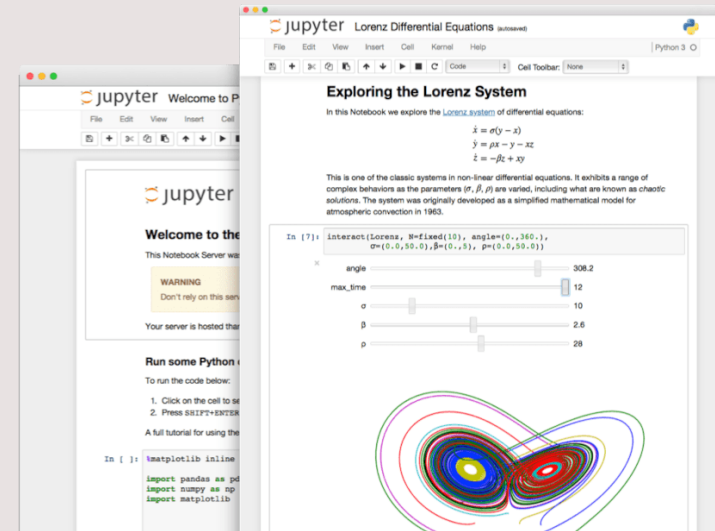 jupyter Lorenz Differential Equations (autosaved)
File Edit View Insert Cell Kernel Help Python 3
Code Cell Toolbar: None
Exploring the Lorenz System
In this Notebook we explore the Lorenz system of differential equations:
ẋ = σ(y − x)
ẏ = ρx − y − xz
ż = −βz + xy
This is one of the classic systems in non-linear differential equations. It exhibits a range of
complex behaviors as the parameters (σ, β, ρ) are varied, including what are known as chaotic
solutions. The system was originally developed as a simplified mathematical model for
atmospheric convection in 1963.
In [7]: interact(Lorenz, N=fixed(10), angle=(0.,360.),
σ=(0.0,50.0),β=(0.,5), ρ=(0.0,50.0))
angle 308.2
max_time 12
σ 10
β 2.6
ρ 28
jupyter Welcome to P
File Edit View Insert Cell
jupyter
Welcome to the
This Notebook Server was
WARNING
Don't rely on this serv
Your server is hosted than
Run some Python
To run the code below:
1. Click on the cell to se
2. Press SHIFT+ENTER
A full tutorial for using the
In [ ]: %matplotlib inline
import pandas as pd
import numpy as np
import matplotlib